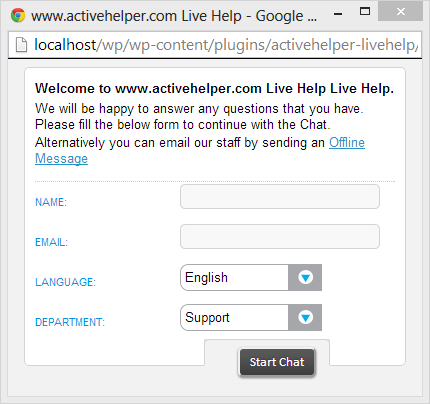 www.activehelper.com Live Help - Google ...
localhost/wp/wp-content/plugins/activehelper-livehelp/
Welcome to www.activehelper.com Live Help Live Help.
We will be happy to answer any questions that you have.
Please fill the below form to continue with the Chat.
Alternatively you can email our staff by sending an Offline
Message
NAME:
EMAIL:
LANGUAGE: English
DEPARTMENT: Support
Start Chat